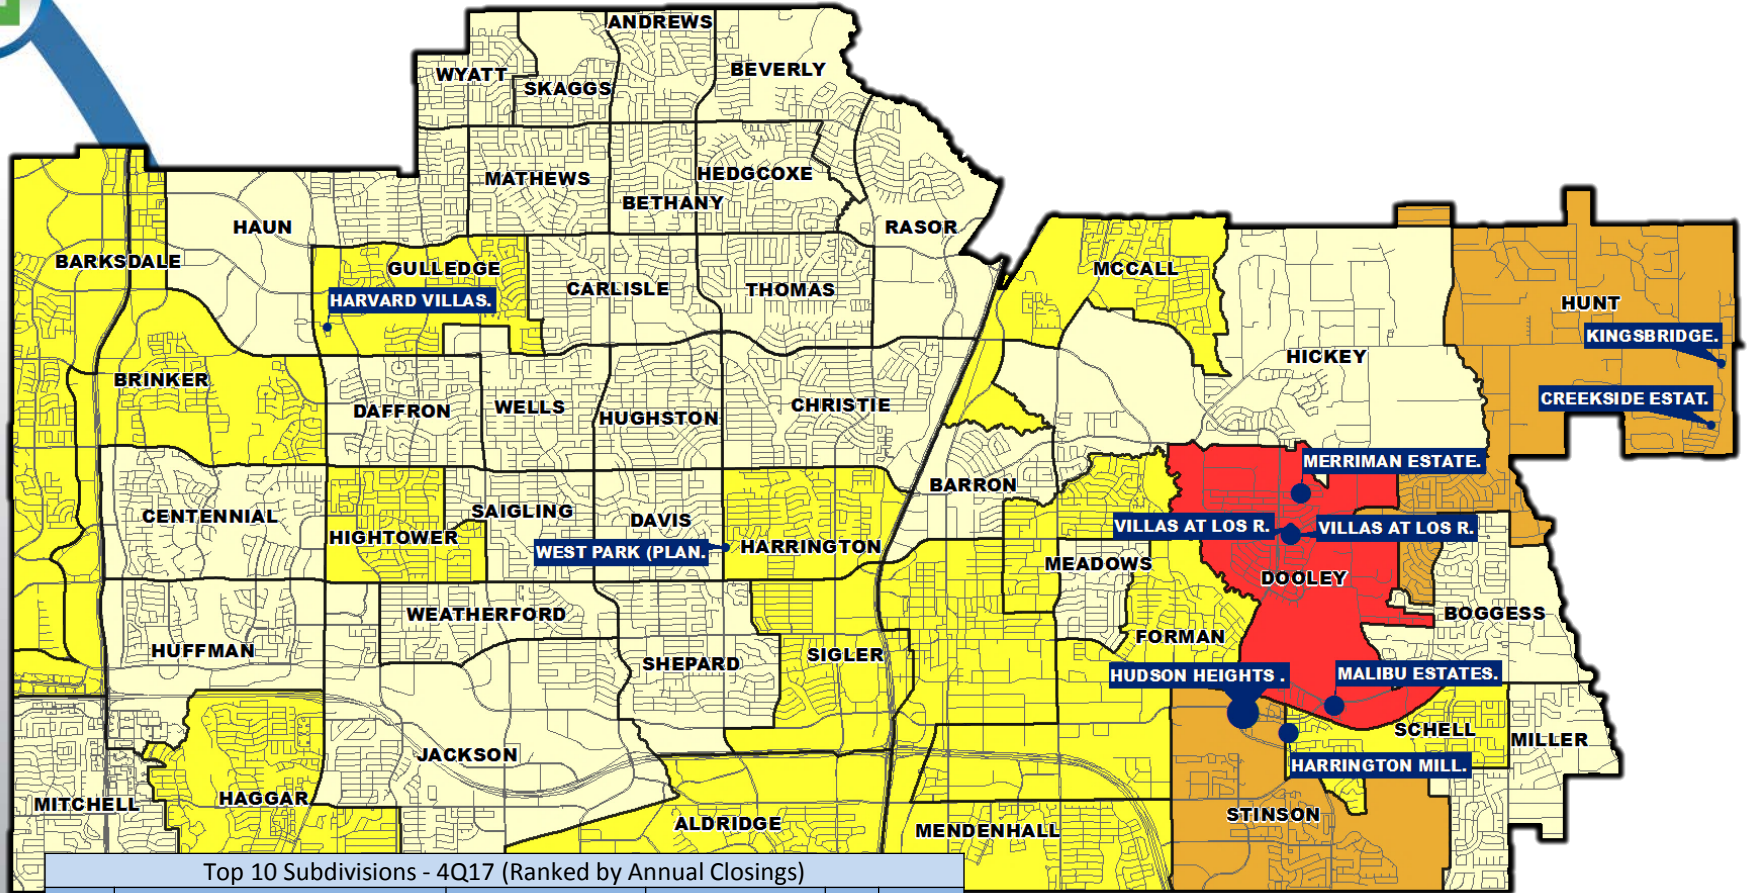 ANDREWS
WYATT
SKAGGS
BEVERLY
MATHEWS
HEDGCOXE
BETHANY
HAUN
RASOR
BARKSDALE
GULLEDGE
HARVARD VILLAS.
CARLISLE
THOMAS
MCCALL
HUNT
KINGSBRIDGE.
HICKEY
BRINKER
CREEKSIDE ESTAT.
DAFFRON
WELLS
HUGHSTON
CHRISTIE
MERRIMAN ESTATE.
BARRON
CENTENNIAL
SAIGLING
DAVIS
VILLAS AT LOS R.
VILLAS AT LOS R.
HIGHTOWER
WEST PARK (PLAN.
HARRINGTON
MEADOWS
DOOLEY
WEATHERFORD
BOGGESS
FORMAN
HUFFMAN
SHEPARD
SIGLER
HUDSON HEIGHTS .
MALIBU ESTATES.
SCHELL
MILLER
JACKSON
HARRINGTON MILL.
MITCHELL
HAGGAR
ALDRIDGE
MENDENHALL
STINSON
Top 10 Subdivisions - 4Q17 (Ranked by Annual Closings)